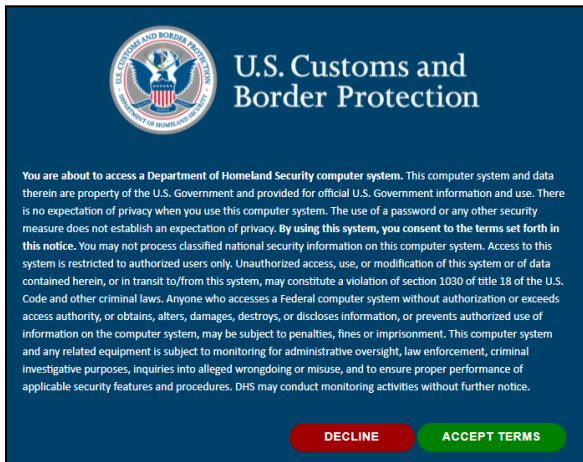 U.S. Customs and
Border Protection
U.S. CUSTOMS AND BORDER PROTECTION
DEPARTMENT OF HOMELAND SECURITY
You are about to access a Department of Homeland Security computer system. This computer system and data
therein are property of the U.S. Government and provided for official U.S. Government information and use. There
is no expectation of privacy when you use this computer system. The use of a password or any other security
measure does not establish an expectation of privacy. By using this system, you consent to the terms set forth in
this notice. You may not process classified national security information on this computer system. Access to this
system is restricted to authorized users only. Unauthorized access, use, or modification of this system or of data
contained herein, or in transit to/from this system, may constitute a violation of section 1030 of title 18 of the U.S.
Code and other criminal laws. Anyone who accesses a Federal computer system without authorization or exceeds
access authority, or obtains, alters, damages, destroys, or discloses information, or prevents authorized use of
information on the computer system, may be subject to penalties, fines or imprisonment. This computer system
and any related equipment is subject to monitoring for administrative oversight, law enforcement, criminal
investigative purposes, inquiries into alleged wrongdoing or misuse, and to ensure proper performance of
applicable security features and procedures. DHS may conduct monitoring activities without further notice.
DECLINE
ACCEPT TERMS